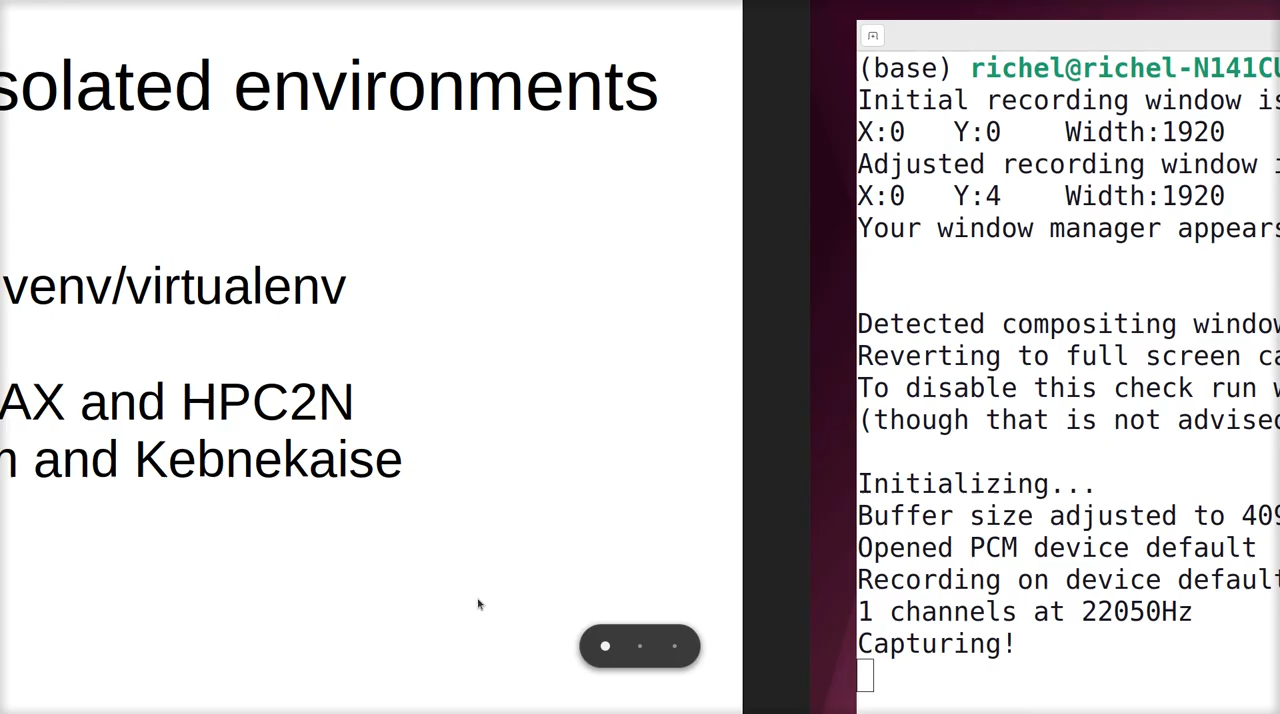 solated environments
venv/virtualenv
AX and HPC2N
and Kebnekaise
(base) richel@richel-N141CU
Initial recording window is
X:0 Y:0 Width:1920
Adjusted recording window i
X:0 Y:4 Width:1920
Your window manager appears
Detected compositing window
Reverting to full screen ca
To disable this check run w
(though that is not advised
Initializing...
Buffer size adjusted to 409
Opened PCM device default
Recording on device default
1 channels at 22050Hz
Capturing!